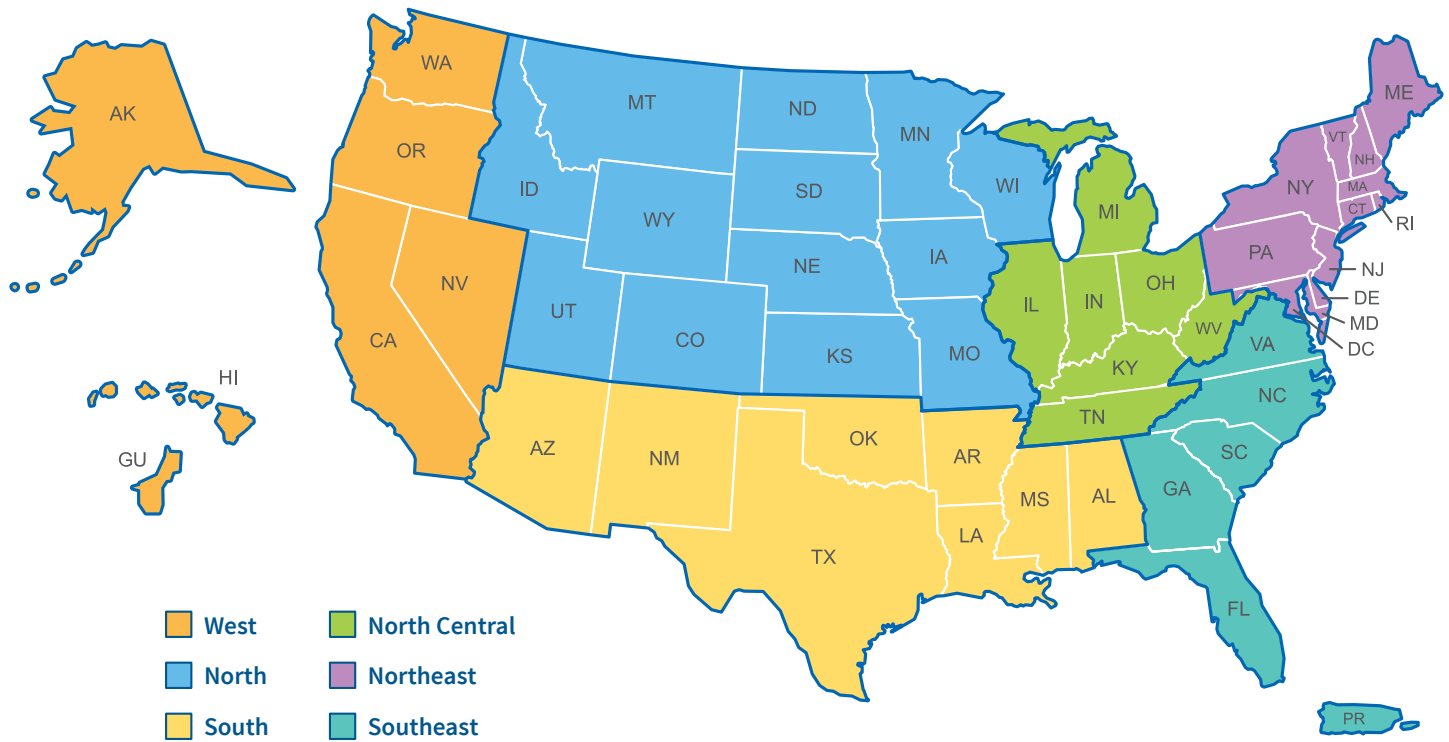 ME
WA
MT
ND
AK
MN
VT
OR
NH
ID
SD
WI
NY
MA
WY
MI
CT
RI
PA
IA
NE
NJ
OH
NV
IL
IN
DE
UT
MD
WV
CO
CA
VA
DC
KS
MO
KY
HI
NC
TN
OK
AZ
SC
NM
AR
GU
GA
MS
AL
LA
TX
FL
West
North Central
North
Northeast
South
Southeast
PR